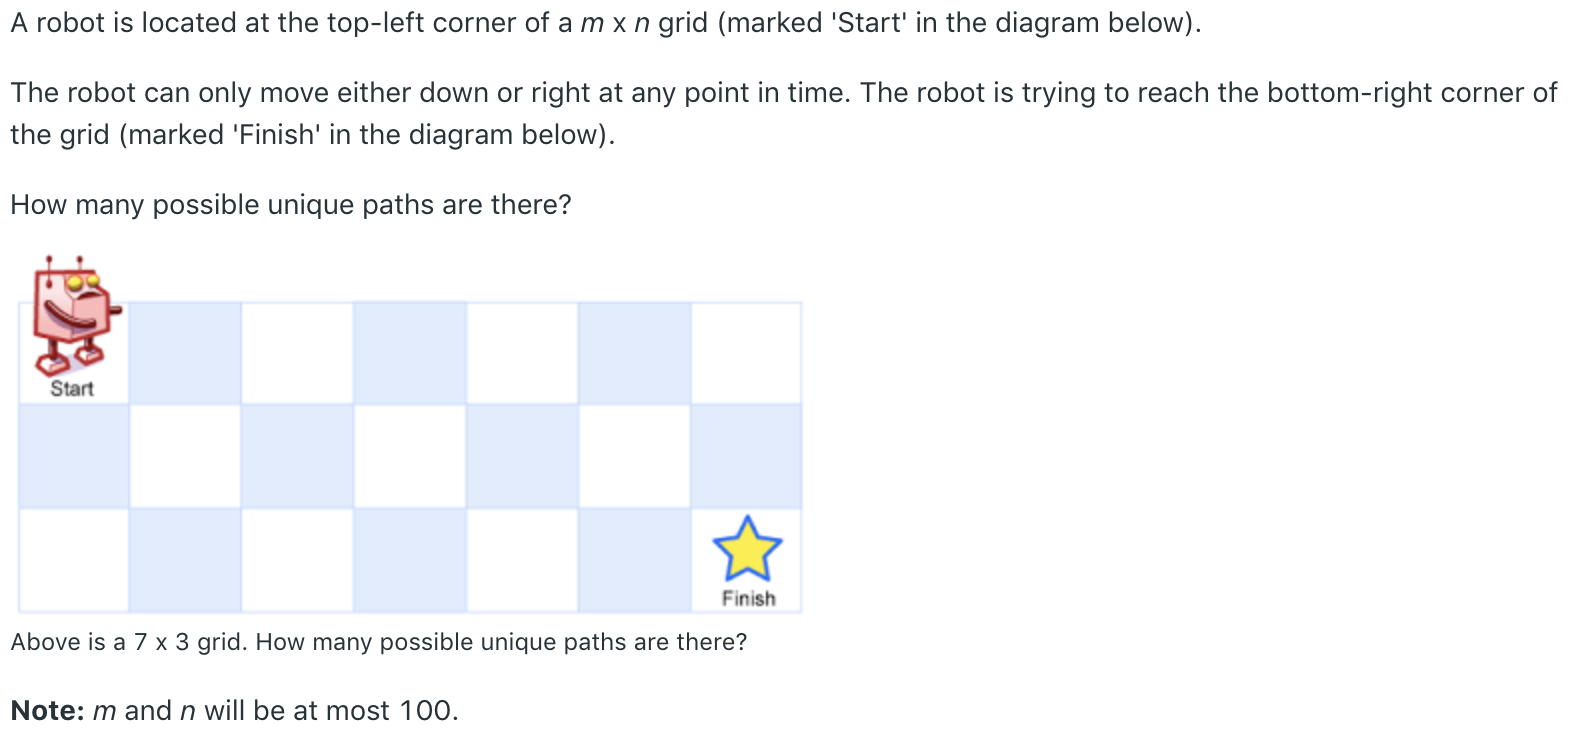 A robot is located at the top-left corner of a m x n grid (marked 'Start' in the diagram below).
The robot can only move either down or right at any point in time. The robot is trying to reach the bottom-right corner of
the grid (marked 'Finish' in the diagram below).
How many possible unique paths are there?
Start
Finish
Above is a 7 x 3 grid. How many possible unique paths are there?
Note: m and n will be at most 100.